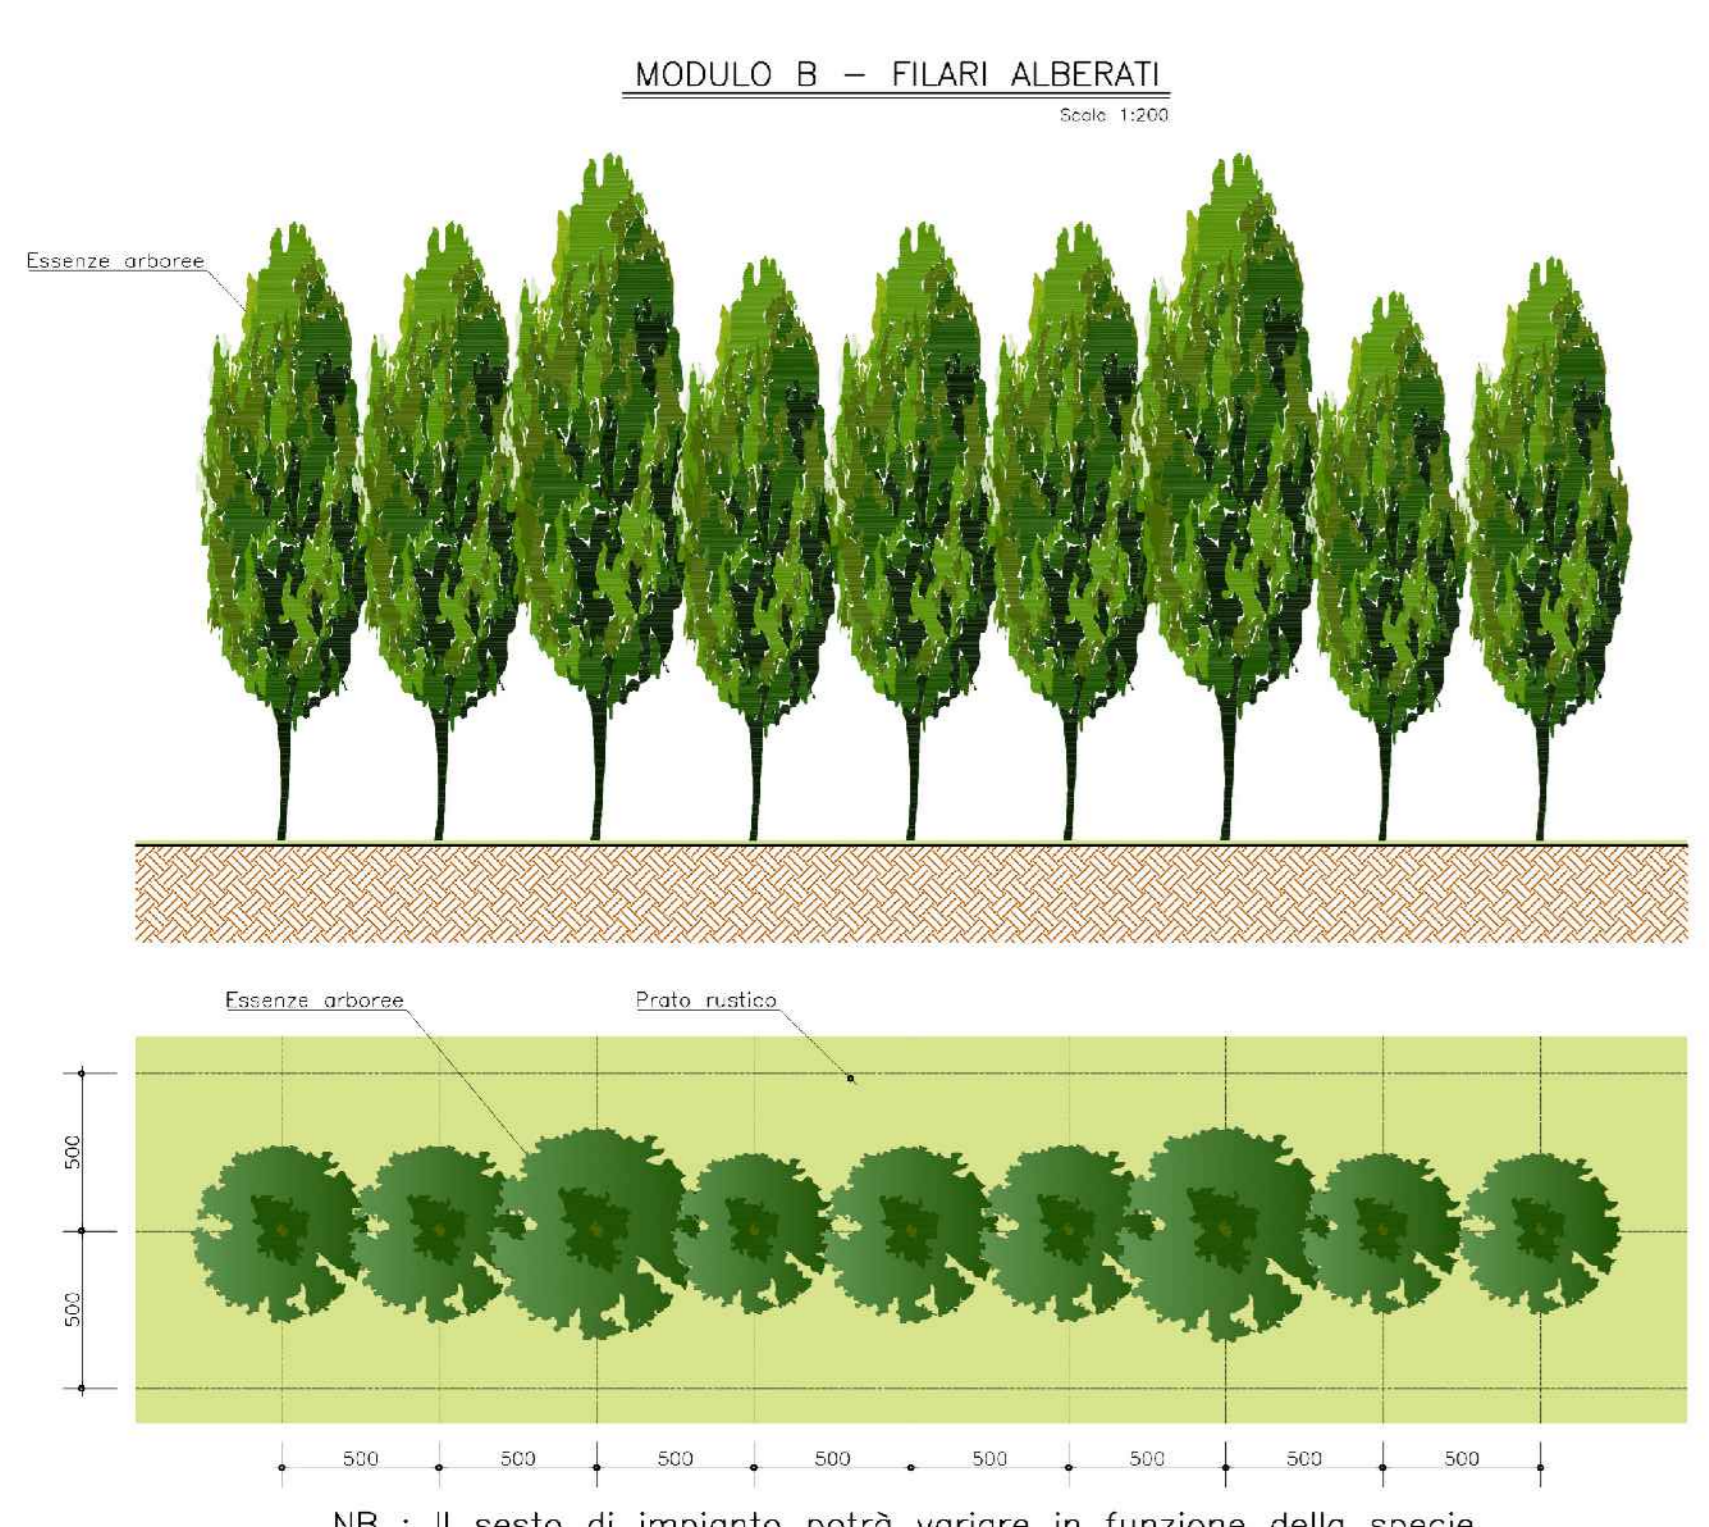 MODULO B – FILARI ALBERATI
Scala 1:200
Essenze arboree
Essenze arboree
Prato rustico
500
500
500 500 500 500 500 500 500 500
NB : Il sesto di impianto potrà variare in funzione della specie